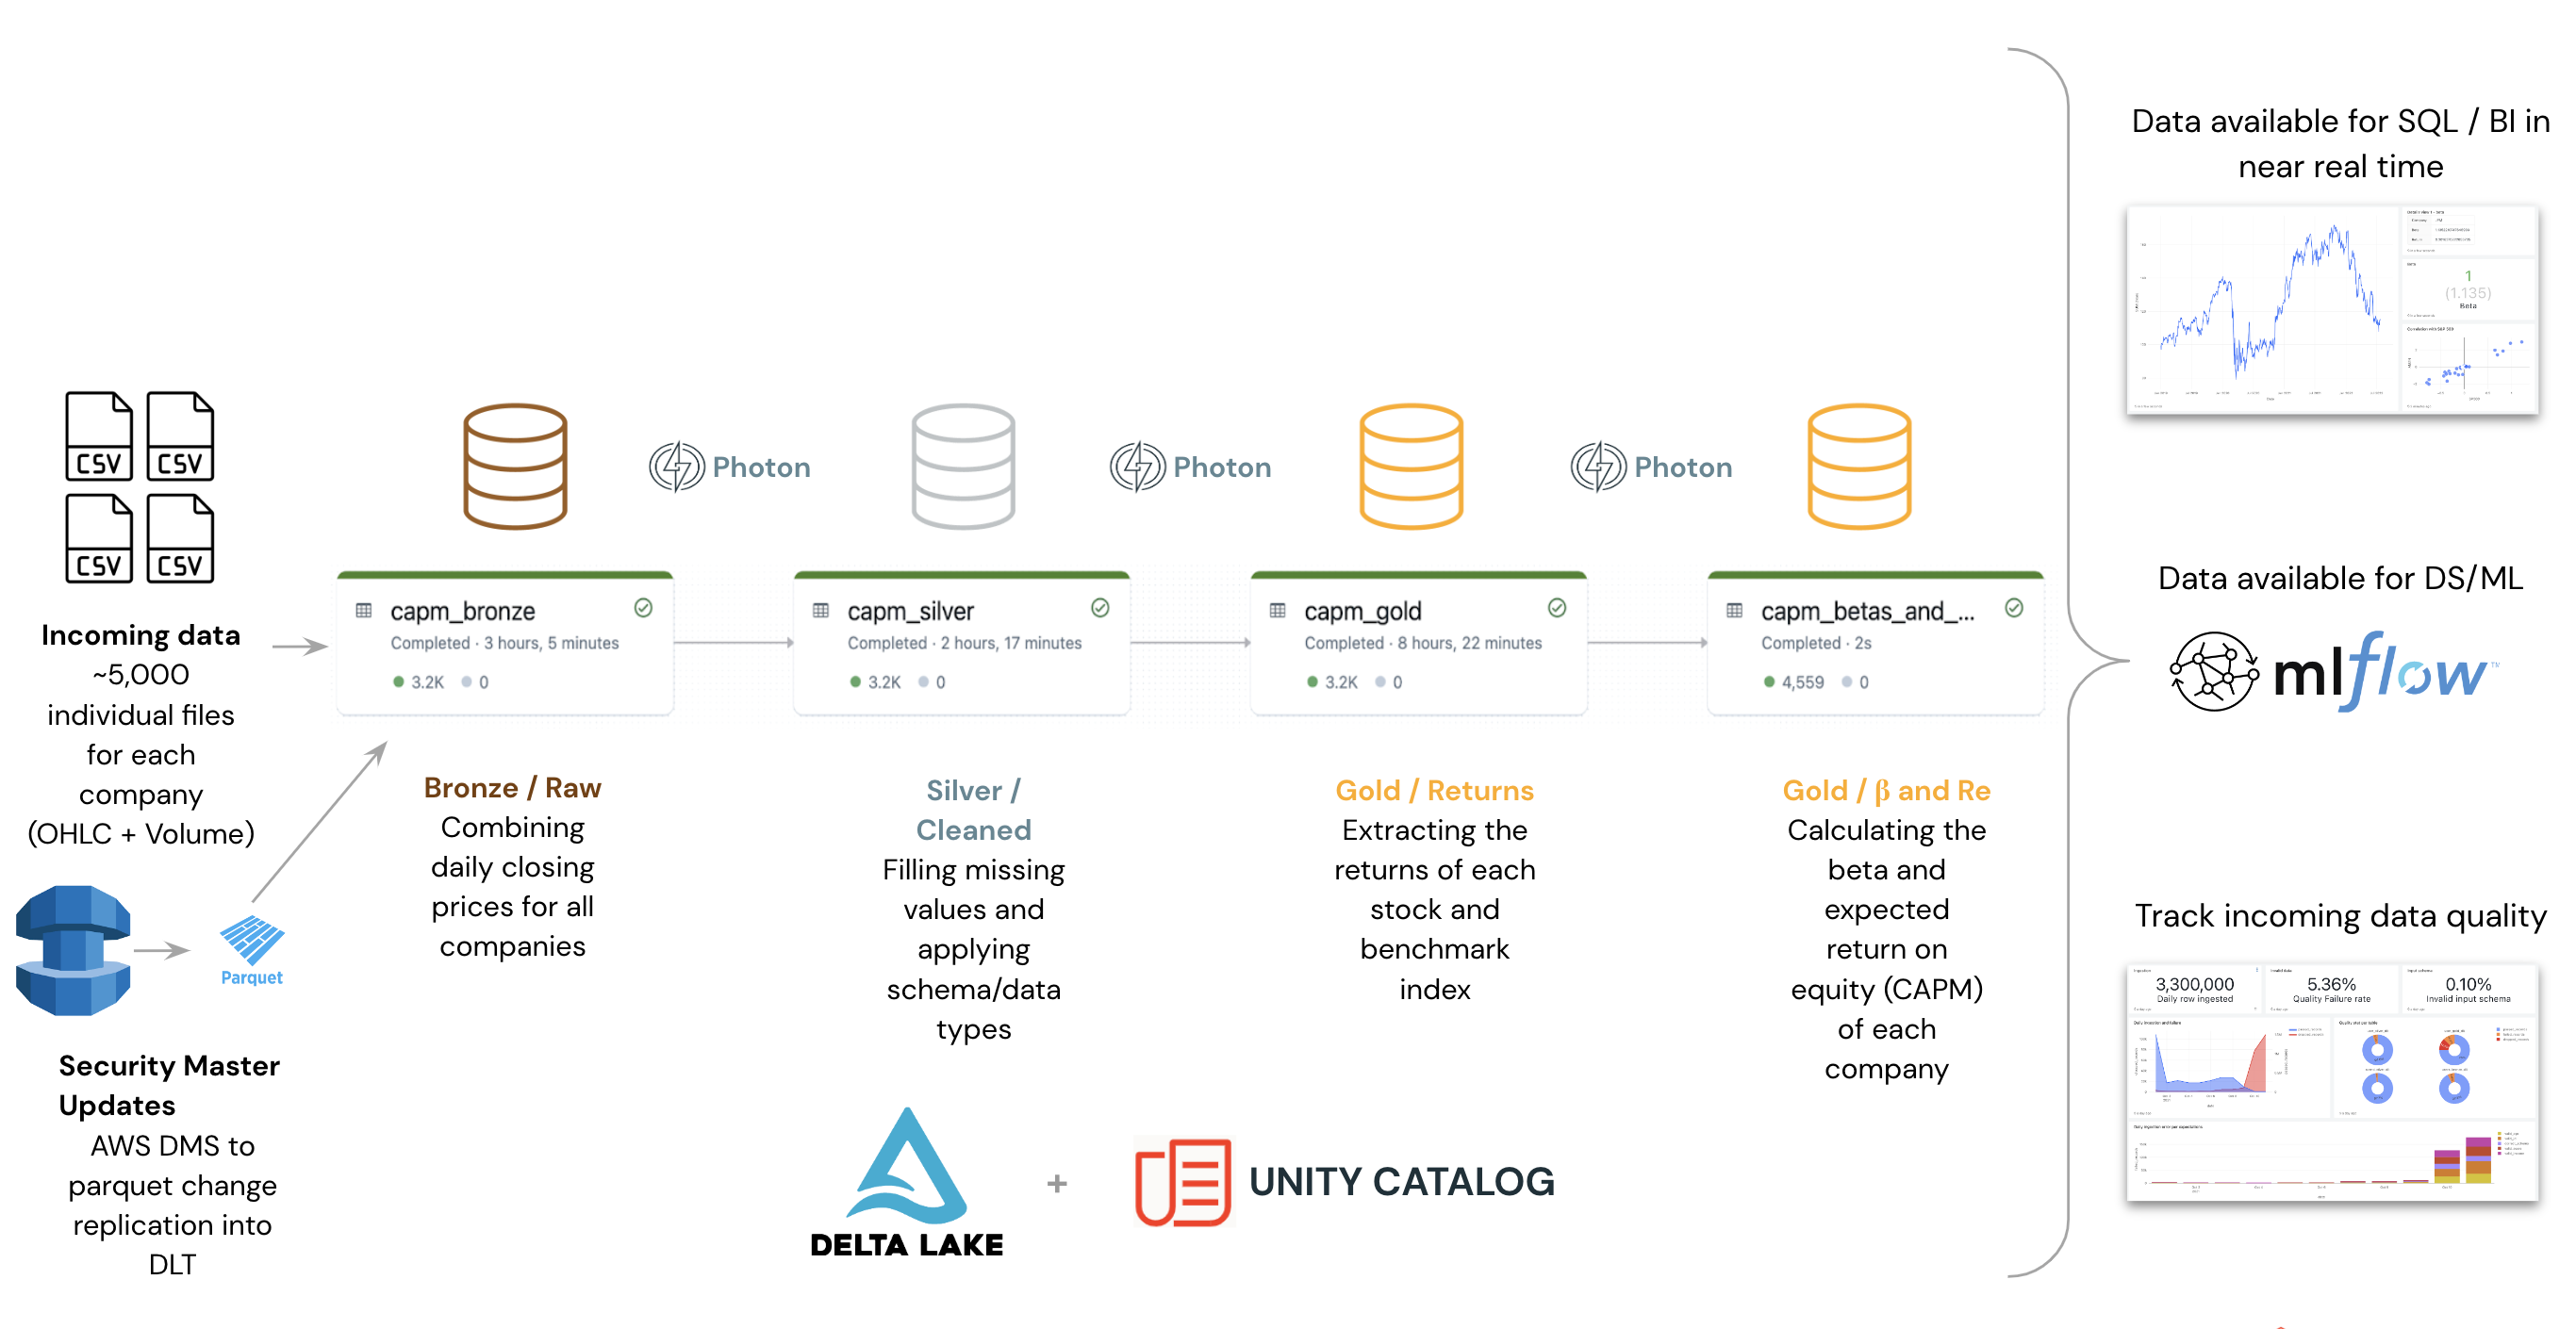 CSV CSV
CSV CSV
Incoming data
~5,000
individual files
for each
company
(OHLC + Volume)
Parquet
Security Master
Updates
AWS DMS to
parquet change
replication into
DLT
capm_bronze
Completed · 3 hours, 5 minutes
3.2K 0
Bronze / Raw
Combining
daily closing
prices for all
companies
Photon
capm_silver
Completed · 2 hours, 17 minutes
3.2K 0
Silver /
Cleaned
Filling missing
values and
applying
schema/data
types
Photon
capm_gold
Completed · 8 hours, 22 minutes
3.2K 0
Gold / Returns
Extracting the
returns of each
stock and
benchmark
index
Photon
capm_betas_and_...
Completed · 2s
4,559 0
Gold / β and Re
Calculating the
beta and
expected
return on
equity (CAPM)
of each
company
DELTA LAKE
+
UNITY CATALOG
Data available for SQL / BI in
near real time
1
(1.135)
Beta
Data available for DS/ML
mlflow™
Track incoming data quality
3,300,000
Daily row ingested
5.36%
Quality Failure rate
0.10%
Invalid input schema